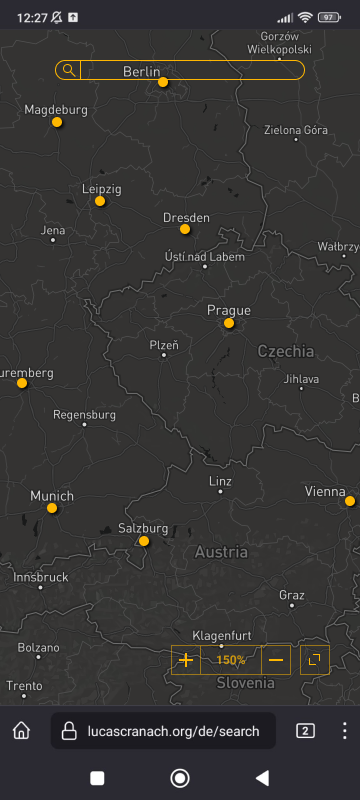 12:27
97
Gorzów
Wielkopolski
Berlin
Magdeburg
Zielona Góra
Leipzig
Dresden
Jena
Ústí nad Labem
Wałbrzy
Prague
Plzeň
Czechia
uremberg
Jihlava
B
Regensburg
Linz
Munich
Vienna
Salzburg
Austria
Innsbruck
Graz
Klagenfurt
Bolzano
150%
Slovenia
Trento
lucascranach.org/de/search
2